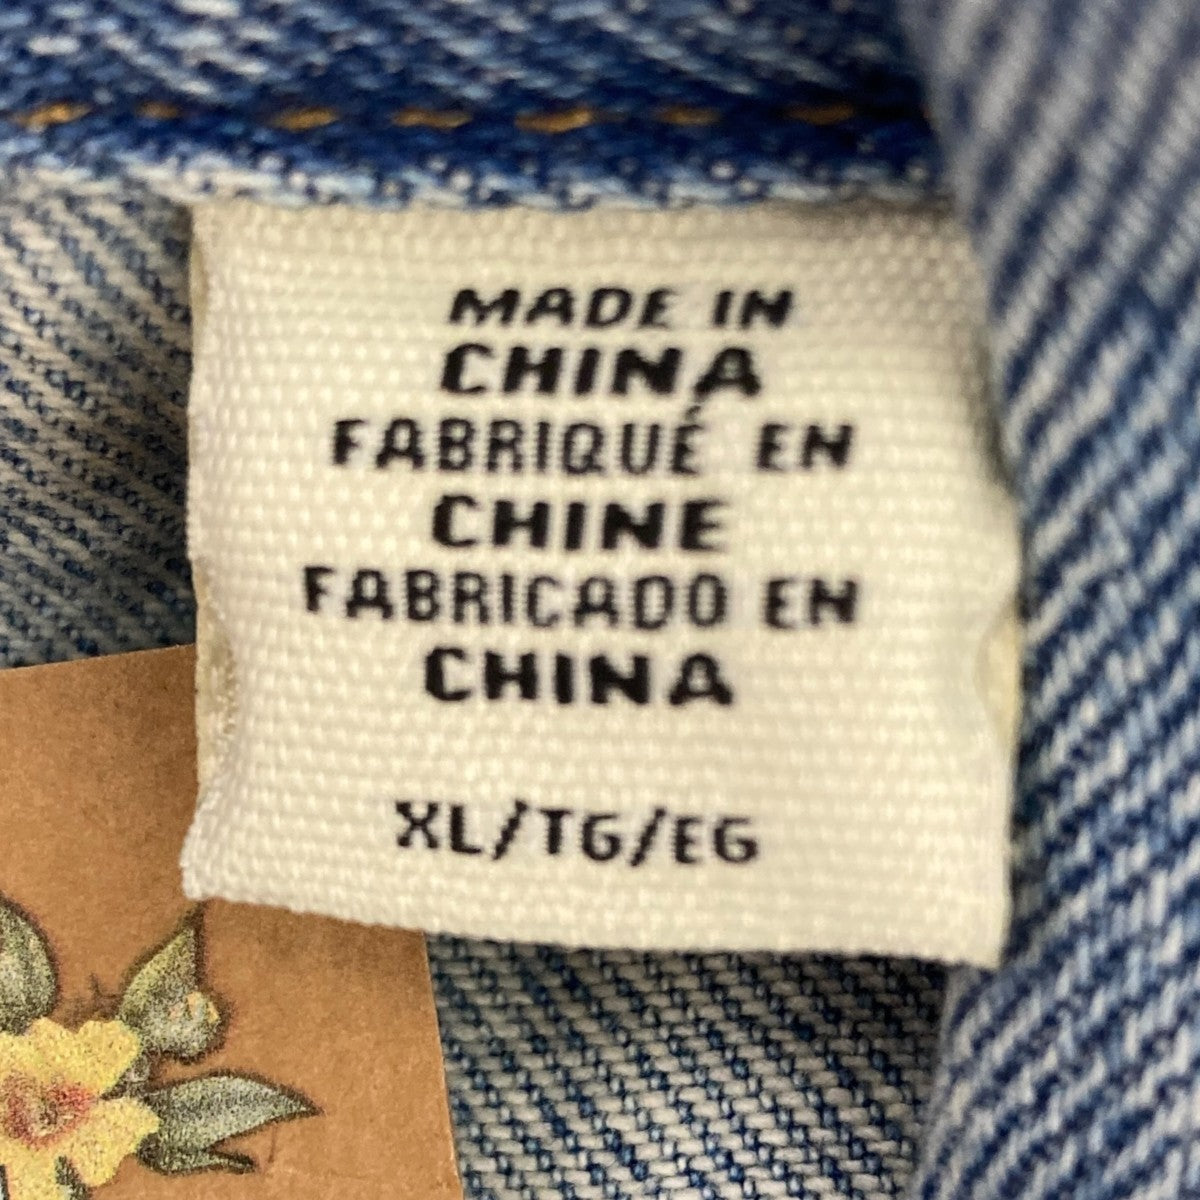 MADE IN
CHINA
FABRIQUÉ EN
CHINE
FABRICADO EN
CHINA
XL/TG/EG